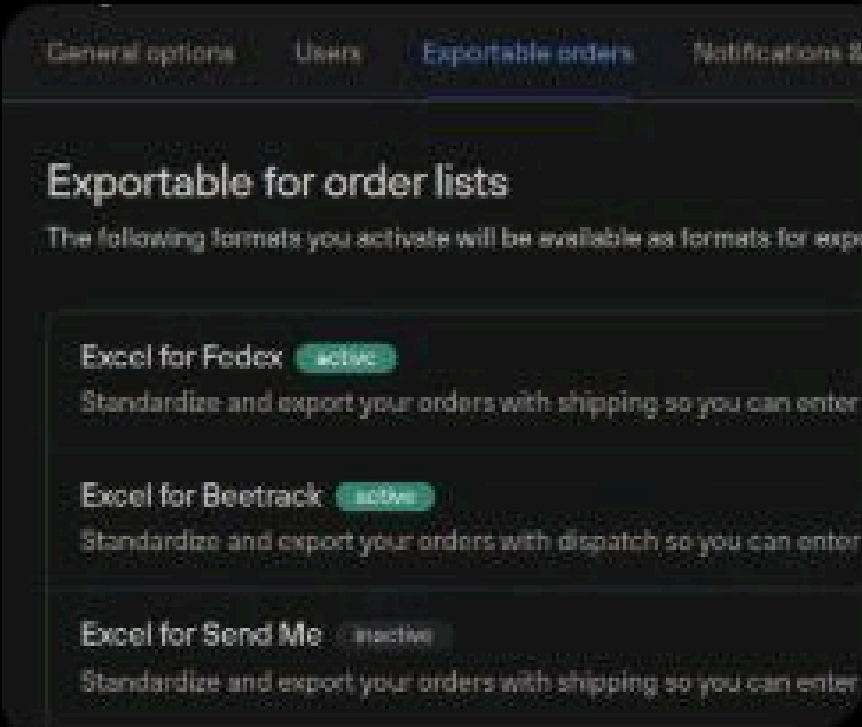 General options Users Exportable orders Notifications &
Exportable for order lists
The following formats you activate will be available as formats for expo
Excel for Fedex active
Standardize and export your orders with shipping so you can enter
Excel for Beetrack active
Standardize and export your orders with dispatch so you can enter
Excel for Send Me inactive
Standardize and export your orders with shipping so you can enter